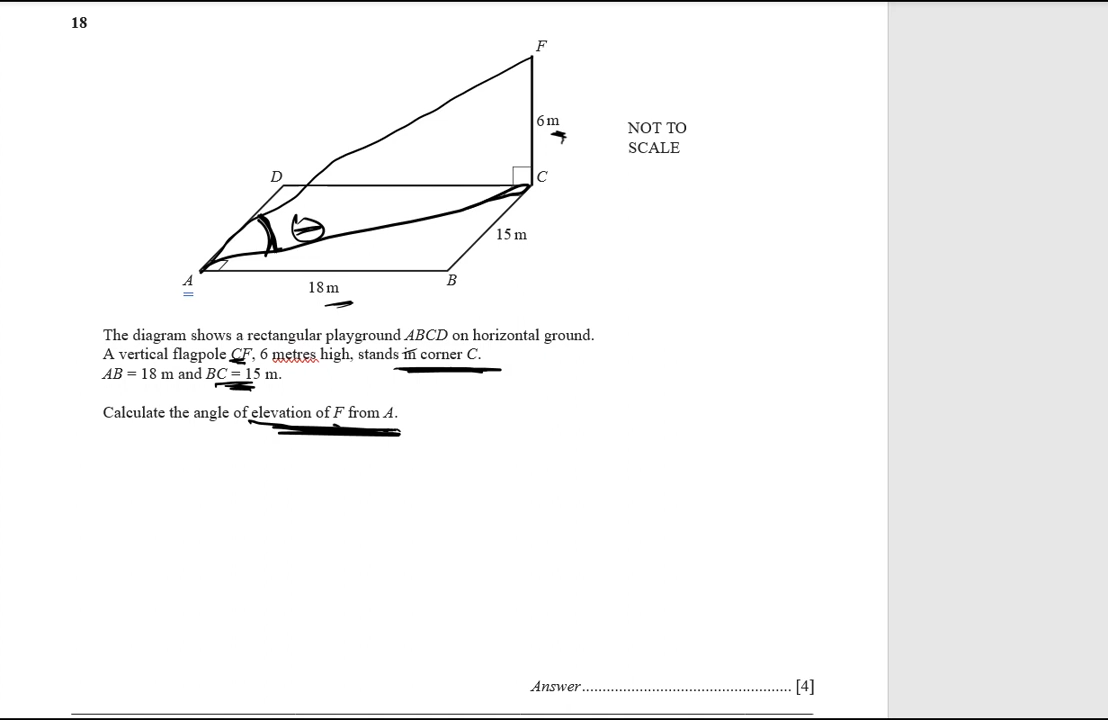 18
F
6 m
NOT TO
SCALE
D
C
θ
15 m
A
B
18 m
The diagram shows a rectangular playground ABCD on horizontal ground.
A vertical flagpole CF, 6 metres high, stands in corner C.
AB = 18 m and BC = 15 m.
Calculate the angle of elevation of F from A.
Answer.................................................. [4]